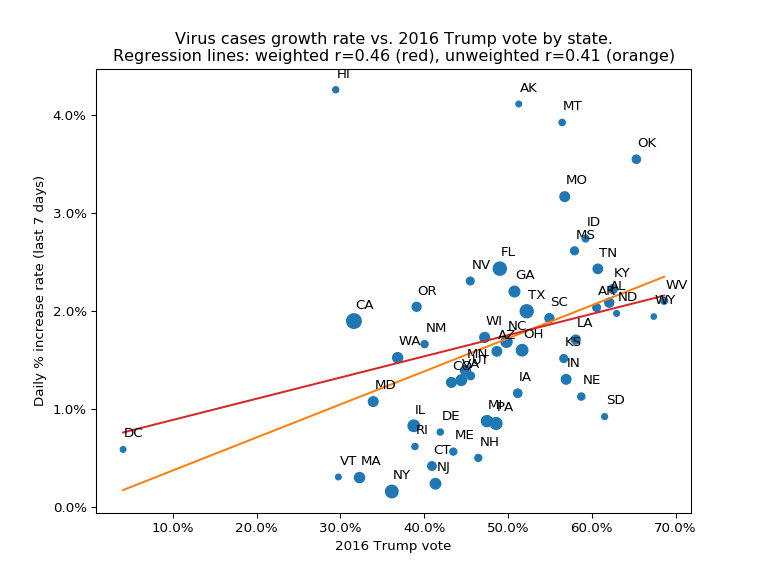 Virus cases growth rate vs. 2016 Trump vote by state.
Regression lines: weighted r=0.46 (red), unweighted r=0.41 (orange)
Daily % increase rate (last 7 days)
4.0%
3.0%
2.0%
1.0%
0.0%
HI
AK
MT
OK
MO
ID
MS
FL
TN
NV
KY
GA
AL
WV
OR
TX
AR
ND
CA
SC
WY
WI
NC
LA
NM
AZ
OH
WA
KS
MN
UT
CO
VA
IN
MD
IA
NE
IL
DE
MI
PA
SD
DC
RI
ME
NH
CT
VT
MA
NJ
NY
10.0%
20.0%
30.0%
40.0%
50.0%
60.0%
70.0%
2016 Trump vote